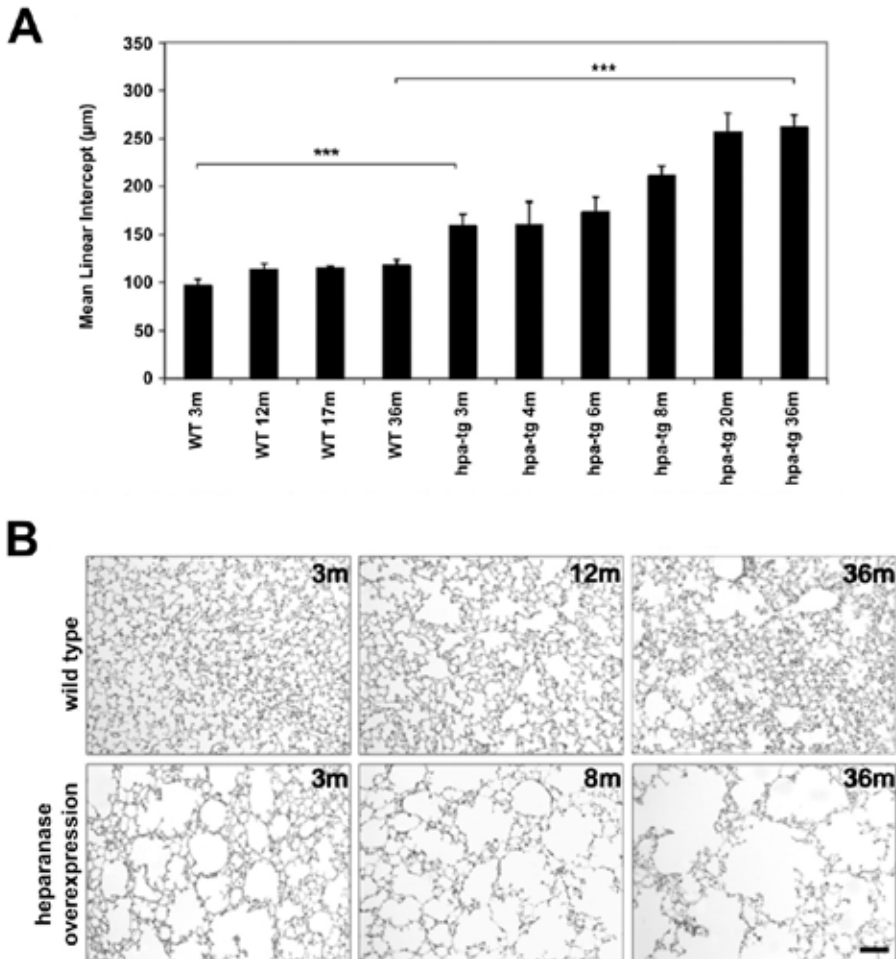 A
350
300
250
200
150
100
50
0
Mean Linear Intercept (µm)
***
***
WT 3m
WT 12m
WT 17m
WT 36m
hpa-tg 3m
hpa-tg 4m
hpa-tg 6m
hpa-tg 8m
hpa-tg 20m
hpa-tg 36m
B
wild type
3m
12m
36m
heparanase
overexpression
3m
8m
36m